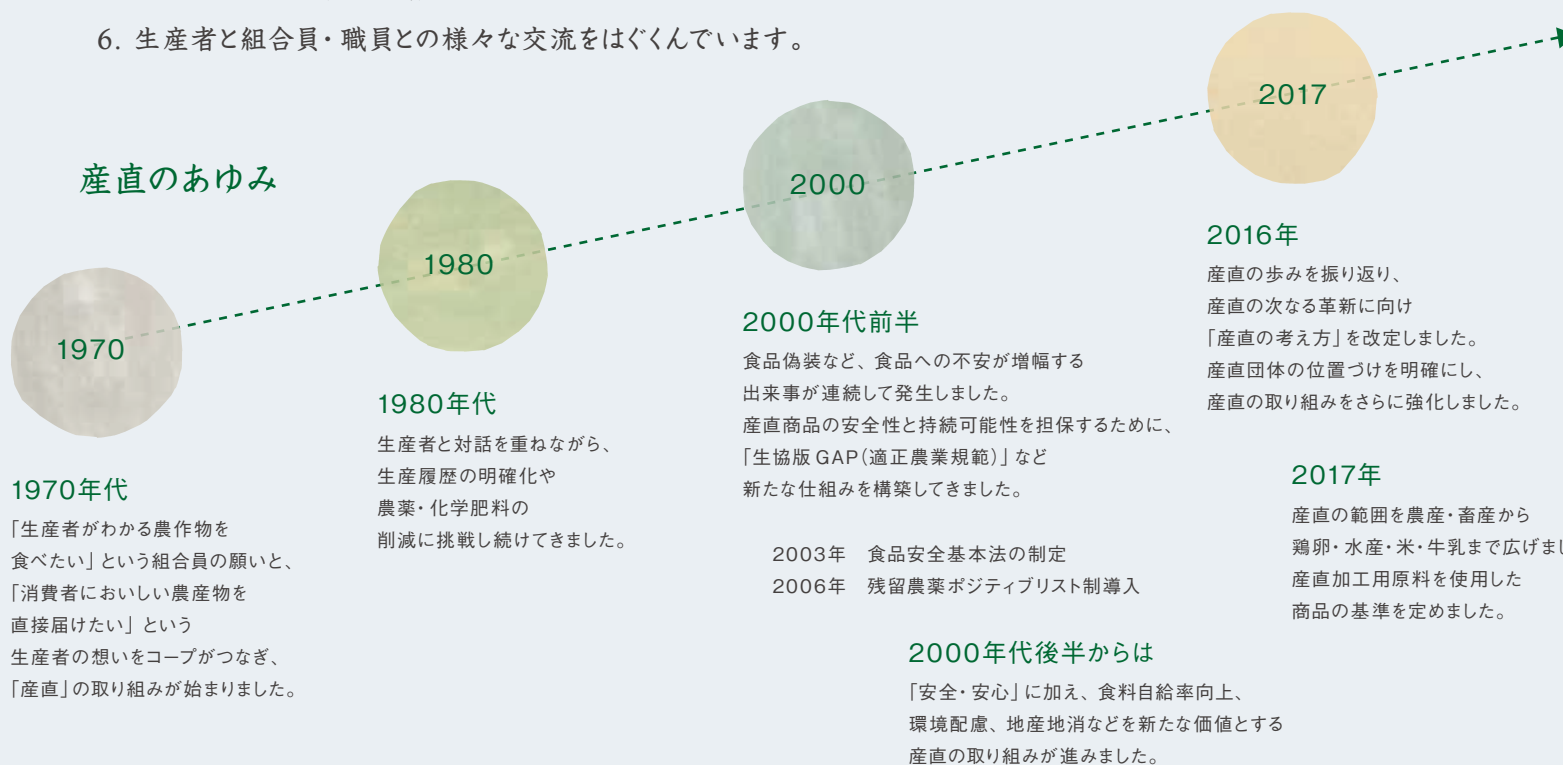 6. 生産者と組合員・職員との様々な交流をはぐくんでいます。
産直のあゆみ
1970
1970年代
「生産者がわかる農作物を
食べたい」という組合員の願いと、
「消費者においしい農産物を
直接届けたい」という
生産者の想いをコープがつなぎ、
「産直」の取り組みが始まりました。
1980
1980年代
生産者と対話を重ねながら、
生産履歴の明確化や
農薬・化学肥料の
削減に挑戦し続けてきました。
2000
2000年代前半
食品偽装など、食品への不安が増幅する
出来事が連続して発生しました。
産直商品の安全性と持続可能性を担保するために、
「生協版GAP(適正農業規範)」など
新たな仕組みを構築してきました。
2003年 食品安全基本法の制定
2006年 残留農薬ポジティブリスト制導入
2000年代後半からは
「安全・安心」に加え、食料自給率向上、
環境配慮、地産地消などを新たな価値とする
産直の取り組みが進みました。
2017
2016年
産直の歩みを振り返り、
産直の次なる革新に向け
「産直の考え方」を改定しました。
産直団体の位置づけを明確にし、
産直の取り組みをさらに強化しました。
2017年
産直の範囲を農産・畜産から
鶏卵・水産・米・牛乳まで広げまし
産直加工用原料を使用した
商品の基準を定めました。